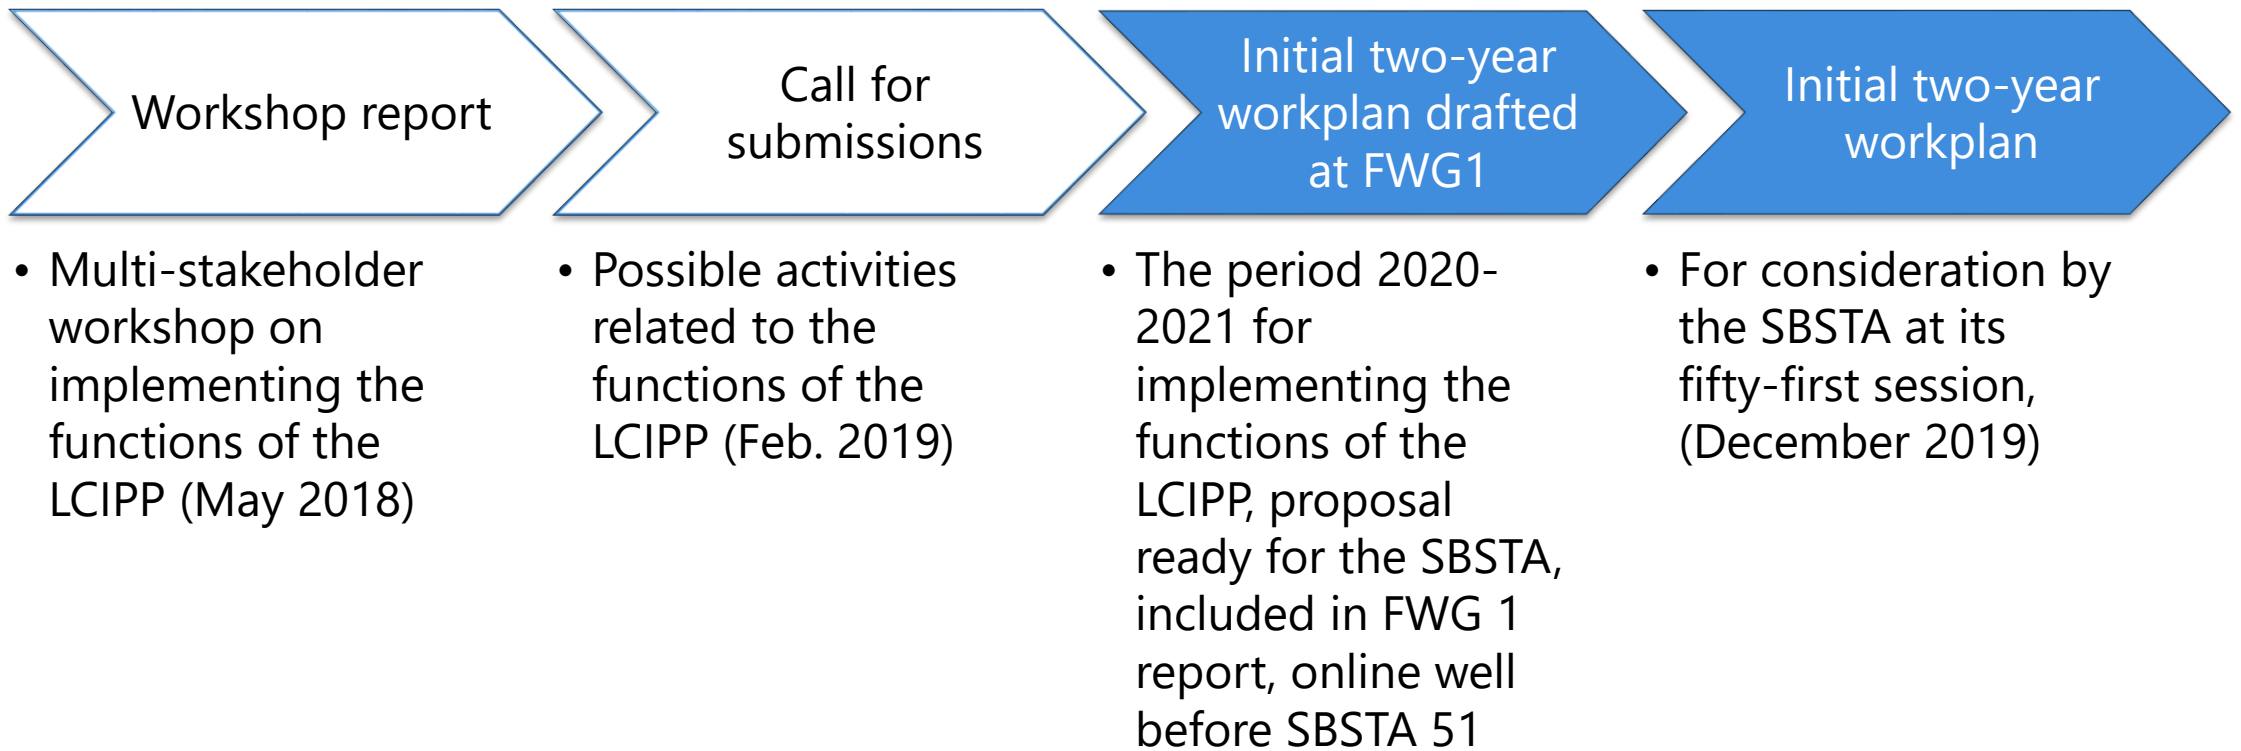 Workshop report
• Multi-stakeholder
workshop on
implementing the
functions of the
LCIPP (May 2018)
Call for
submissions
• Possible activities
related to the
functions of the
LCIPP (Feb. 2019)
Initial two-year
workplan drafted
at FWG1
• The period 2020-
2021 for
implementing the
functions of the
LCIPP, proposal
ready for the SBSTA,
included in FWG 1
report, online well
before SBSTA 51
Initial two-year
workplan
• For consideration by
the SBSTA at its
fifty-first session,
(December 2019)